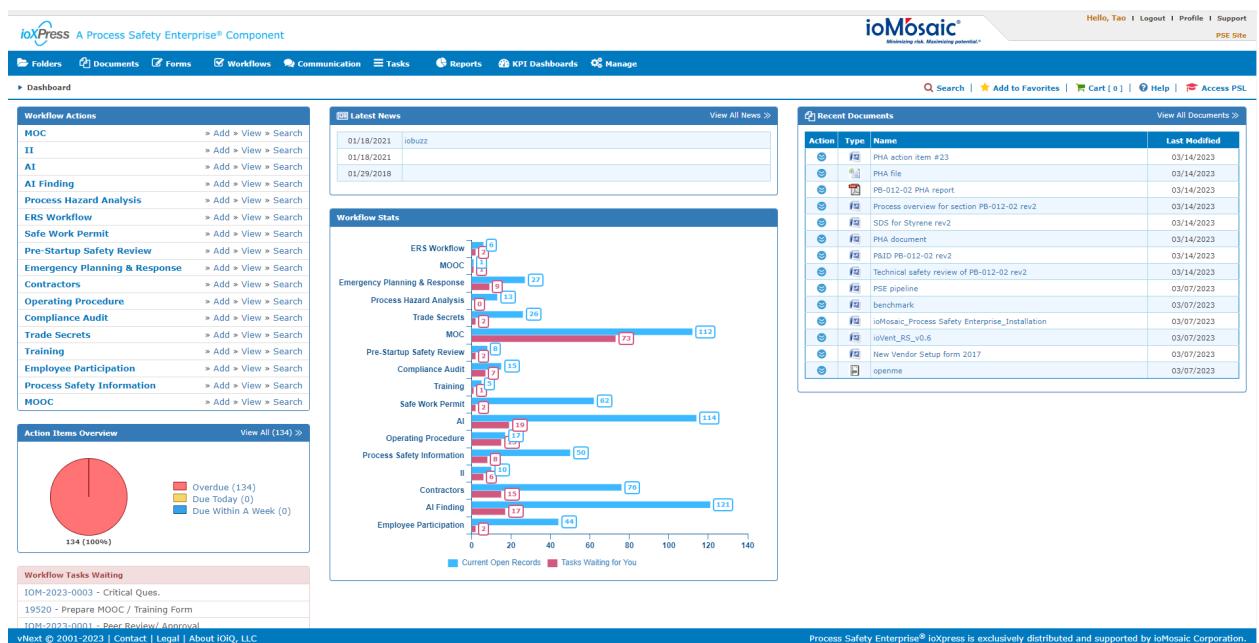 ioXPress A Process Safety Enterprise® Component
ioMosaic®
Minimizing risk. Maximizing potential.®
Hello, Tao | Logout | Profile | Support
PSE Site
Folders Documents Forms Workflows Communication Tasks Reports KPI Dashboards Manage
Dashboard
Search | Add to Favorites | Cart [ 0 ] | Help | Access PSL
Workflow Actions
MOC » Add » View » Search
II » Add » View » Search
AI » Add » View » Search
AI Finding » Add » View » Search
Process Hazard Analysis » Add » View » Search
ERS Workflow » Add » View » Search
Safe Work Permit » Add » View » Search
Pre-Startup Safety Review » Add » View » Search
Emergency Planning & Response » Add » View » Search
Contractors » Add » View » Search
Operating Procedure » Add » View » Search
Compliance Audit » Add » View » Search
Trade Secrets » Add » View » Search
Training » Add » View » Search
Employee Participation » Add » View » Search
Process Safety Information » Add » View » Search
MOOC » Add » View » Search
Action Items Overview View All (134) »
Overdue (134)
Due Today (0)
Due Within A Week (0)
134 (100%)
Workflow Tasks Waiting
IOM-2023-0003 - Critical Ques.
19520 - Prepare MOOC / Training Form
IOM-2023-0001 - Peer Review/ Approval
Latest News View All News »
01/18/2021 iobuzz
01/18/2021
01/29/2018
Workflow Stats
ERS Workflow 6 2
MOOC 1 1
Emergency Planning & Response 27 9
Process Hazard Analysis 13 0
Trade Secrets 26 2
MOC 112 73
Pre-Startup Safety Review 8 2
Compliance Audit 15 7
Training 5 1
Safe Work Permit 62 2
AI 114 19
Operating Procedure 17
Process Safety Information 50 8
II 10 6
Contractors 76 15
AI Finding 121 17
Employee Participation 44 2
0 20 40 60 80 100 120 140
Current Open Records Tasks Waiting for You
Recent Documents View All Documents »
Action Type Name Last Modified
PHA action item #23 03/14/2023
PHA file 03/14/2023
PB-012-02 PHA report 03/14/2023
Process overview for section PB-012-02 rev2 03/14/2023
SDS for Styrene rev2 03/14/2023
PHA document 03/14/2023
P&ID PB-012-02 rev2 03/14/2023
Technical safety review of PB-012-02 rev2 03/14/2023
PSE pipeline 03/07/2023
benchmark 03/07/2023
ioMosaic_Process Safety Enterprise_Installation 03/07/2023
ioVent_RS_v0.6 03/07/2023
New Vendor Setup form 2017 03/07/2023
openme 03/07/2023
vNext © 2001-2023 | Contact | Legal | About iOiQ, LLC
Process Safety Enterprise® ioXpress is exclusively distributed and supported by ioMosaic Corporation.